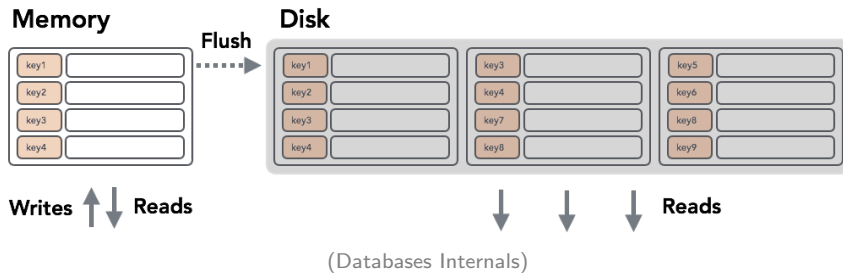 Memory
Disk
Flush
key1
key2
key3
key4
key1
key2
key3
key4
key3
key4
key7
key8
key5
key6
key8
key9
Writes
Reads
Reads
(Databases Internals)